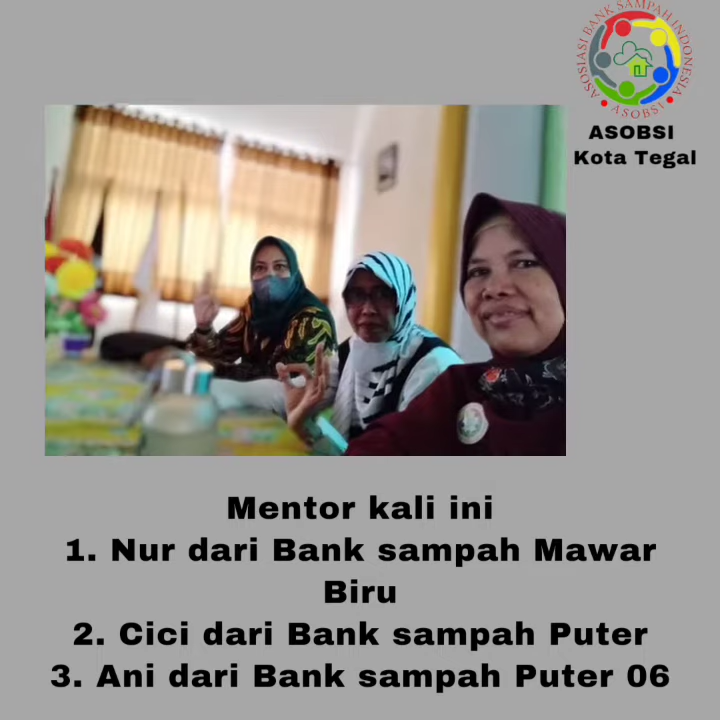 ASOSIASI BANK SAMPAH INDONESIA
ASOBSI
ASOBSI
Kota Tegal
Mentor kali ini
1. Nur dari Bank sampah Mawar
Biru
2. Cici dari Bank sampah Puter
3. Ani dari Bank sampah Puter 06